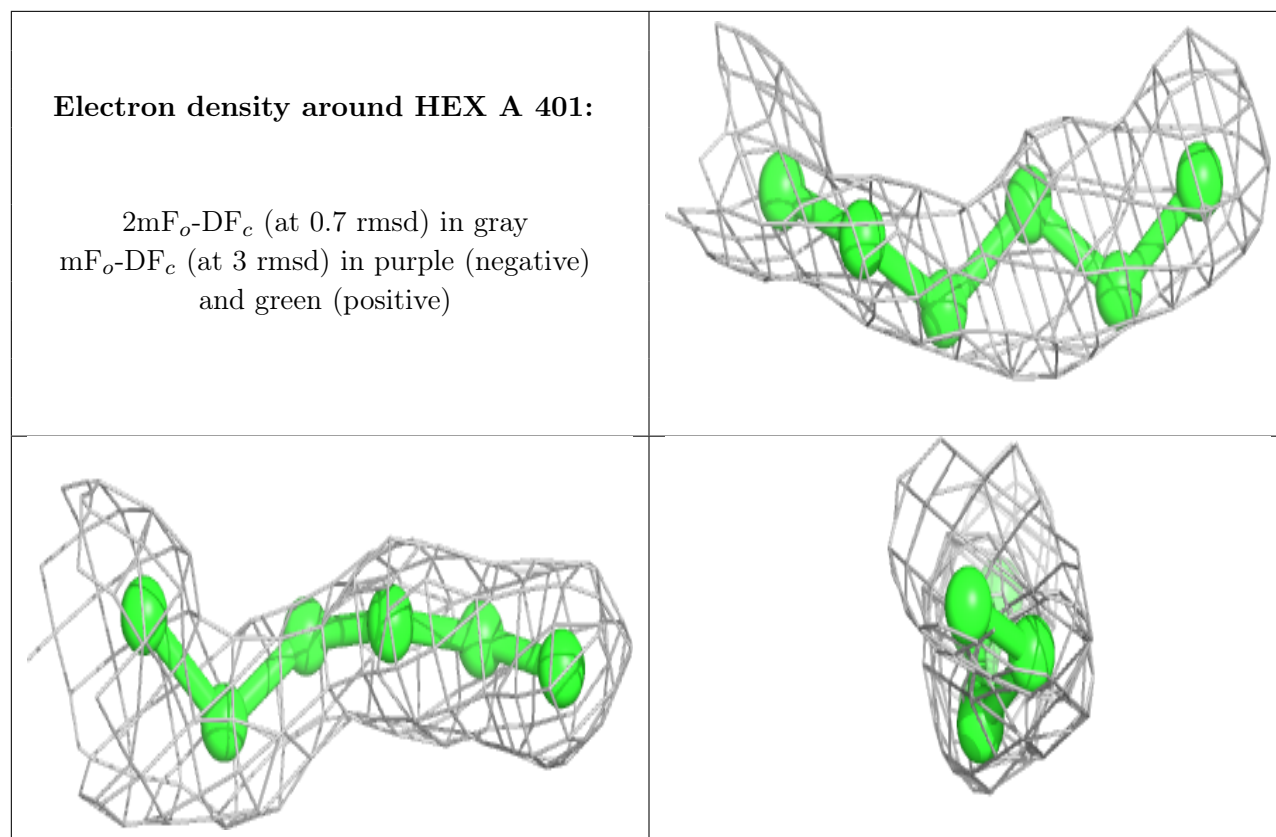 Electron density around HEX A 401:
2mFo-DFc (at 0.7 rmsd) in gray
mFo-DFc (at 3 rmsd) in purple (negative)
and green (positive)